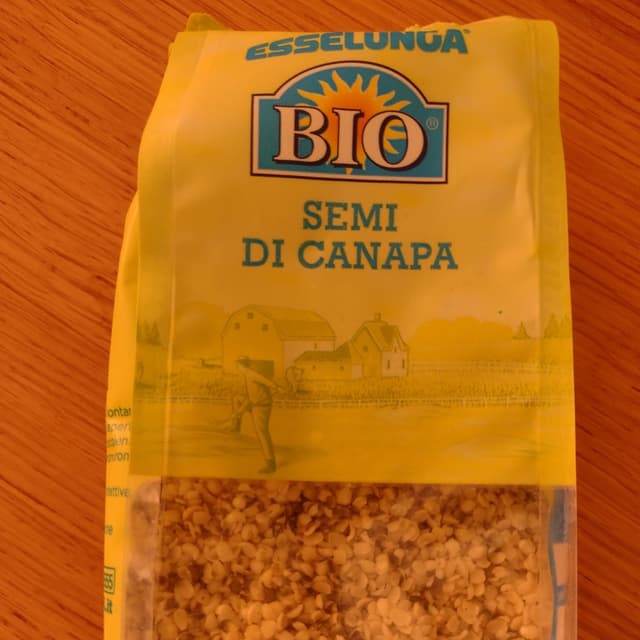 ESSELUNGA
BIO®
SEMI
DI CANAPA